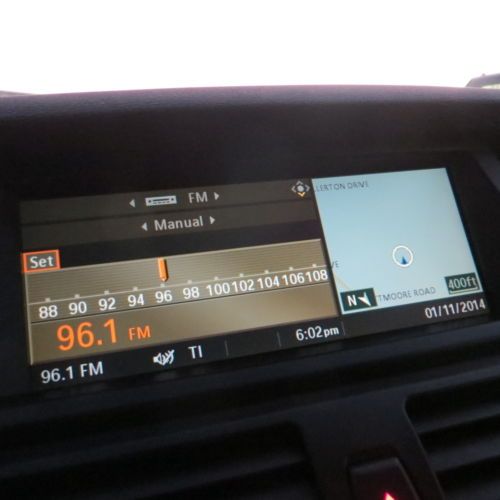 FM
Manual
Set
88 90 92 94 96 98 100 102 104 106 108
96.1 FM
96.1 FM TI 6:02pm
LERTON DRIVE
VE
N
TMOORE ROAD
400ft
01/11/2014